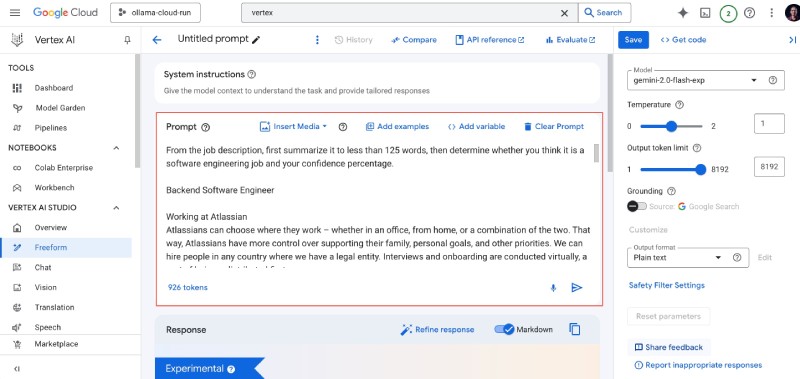 Google Cloud
ollama-cloud-run
vertex
Search
2
Vertex AI
TOOLS
Dashboard
Model Garden
Pipelines
NOTEBOOKS
Colab Enterprise
Workbench
VERTEX AI STUDIO
Overview
Freeform
Chat
Vision
Translation
Speech
Marketplace
Untitled prompt
History
Compare
API reference
Evaluate
System instructions
Give the model context to understand the task and provide tailored responses
Prompt
Insert Media
Add examples
<> Add variable
Clear Prompt
From the job description, first summarize it to less than 125 words, then determine whether you think it is a
software engineering job and your confidence percentage.
Backend Software Engineer
Working at Atlassian
Atlassians can choose where they work – whether in an office, from home, or a combination of the two. That
way, Atlassians have more control over supporting their family, personal goals, and other priorities. We can
hire people in any country where we have a legal entity. Interviews and onboarding are conducted virtually, a
926 tokens
Response
Refine response
Markdown
Experimental
Save
<> Get code
Model
gemini-2.0-flash-exp
Temperature
0
2
1
Output token limit
1
8192
8192
Grounding
Source: Google Search
Customize
Output format
Plain text
Edit
Safety Filter Settings
Reset parameters
Share feedback
Report inappropriate responses